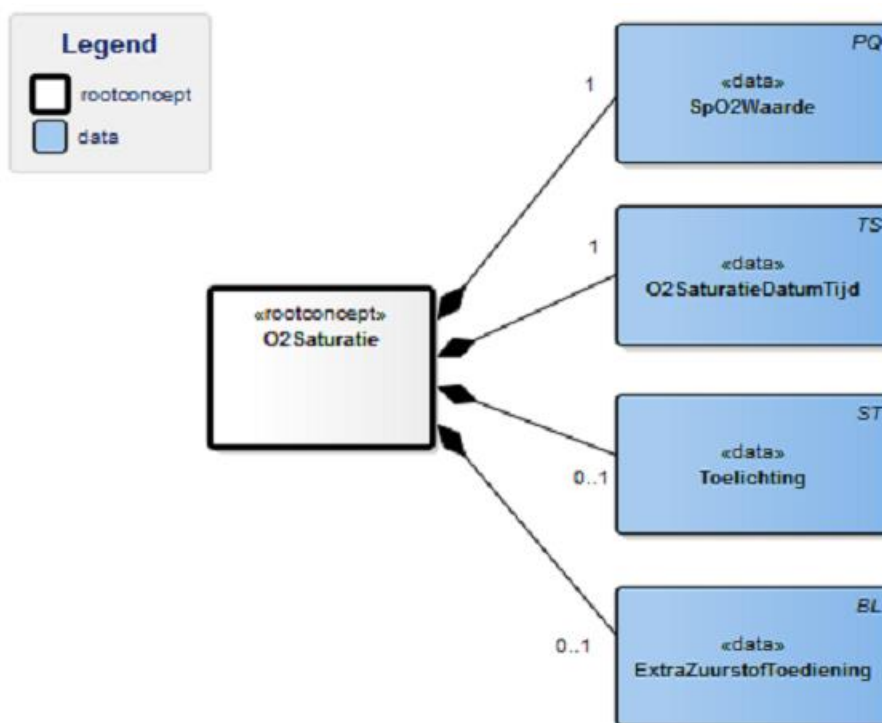 Legend
rootconcept
data
PQ
«data»
SpO2Waarde
1
TS
«data»
O2SaturatieDatumTijd
1
«rootconcept»
O2Saturatie
ST
«data»
Toelichting
0..1
BL
«data»
ExtraZuurstofToediening
0..1